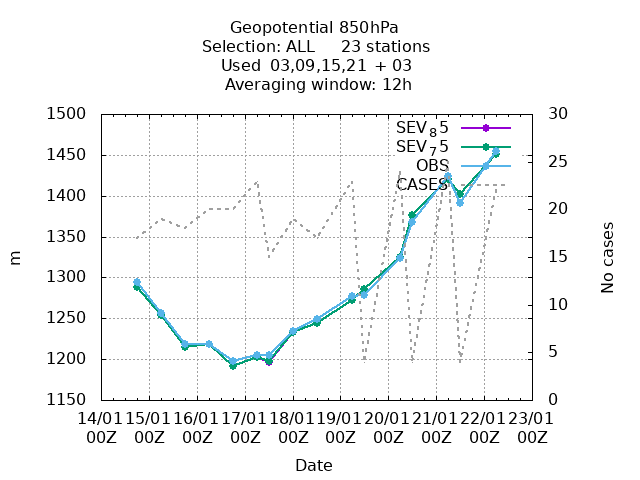 Geopotential 850hPa
Selection: ALL 23 stations
Used 03,09,15,21 + 03
Averaging window: 12h
1500 30
SEV85
SEV75
1450 25
OBS
CASES
1400 20
1350
1300 15
m
No cases
1250 10
1200 5
1150 0
14/01 15/01 16/01 17/01 18/01 19/01 20/01 21/01 22/01 23/01
00Z 00Z 00Z 00Z 00Z 00Z 00Z 00Z 00Z 00Z
Date